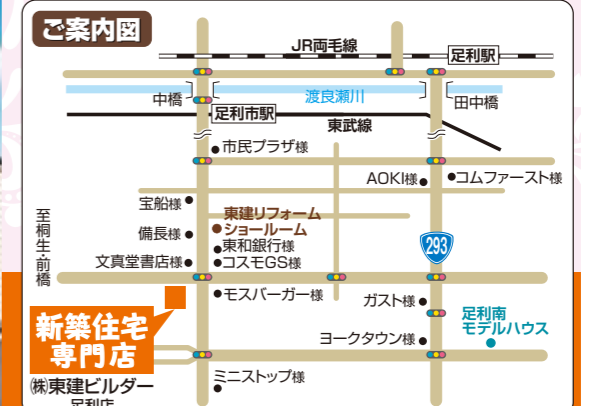 ご案内図
JR両毛線
足利駅
中橋
渡良瀬川
田中橋
足利市駅
東武線
市民プラザ様
AOKI様
コムファースト様
宝船様
東建リフォーム
ショールーム
備長様
東和銀行様
文真堂書店様
コスモGS様
至桐生・前橋
293
モスバーガー様
ガスト様
足利南
モデルハウス
新築住宅
専門店
ヨークタウン様
㈱東建ビルダー
足利店
ミニストップ様